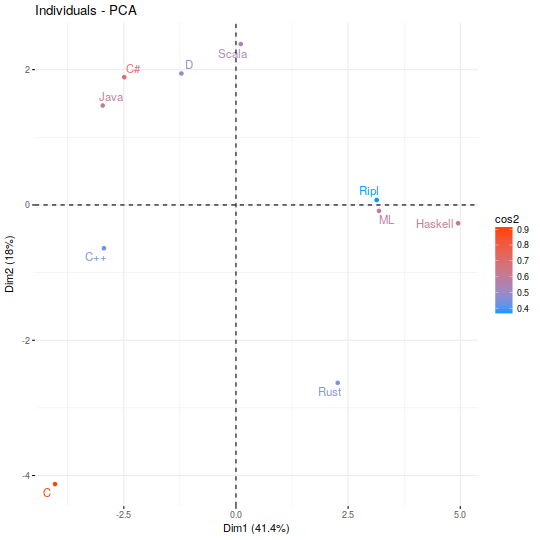 Individuals - PCA
Scala
D
C#
Java
Ripl
ML
Haskell
C++
Rust
C
2
0
-2
-4
-2.5
0.0
2.5
5.0
Dim1 (41.4%)
Dim2 (18%)
cos2
0.9
0.8
0.7
0.6
0.5
0.4